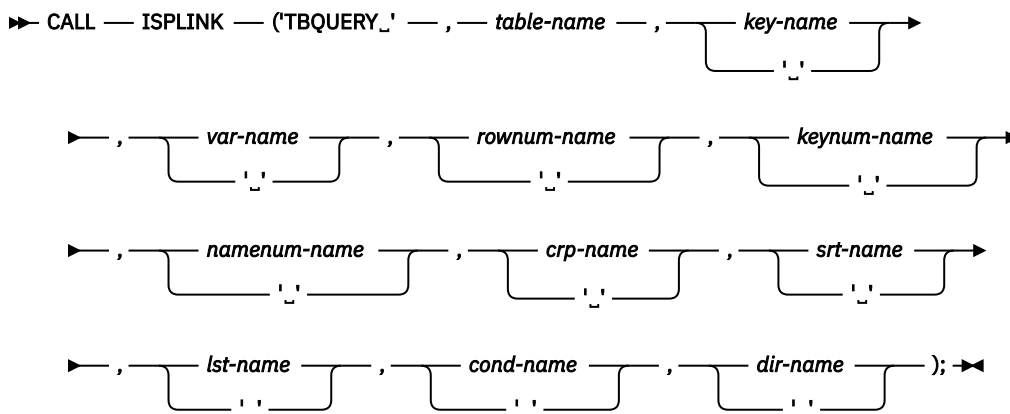 CALL ISPLINK ('TBQUERY␣' , table-name , key-name
'␣'
, var-name , rownum-name , keynum-name
'␣' '␣' '␣'
, namenum-name , crp-name , srt-name
'␣' '␣' '␣'
, lst-name , cond-name , dir-name );
' ' ' ' ' '